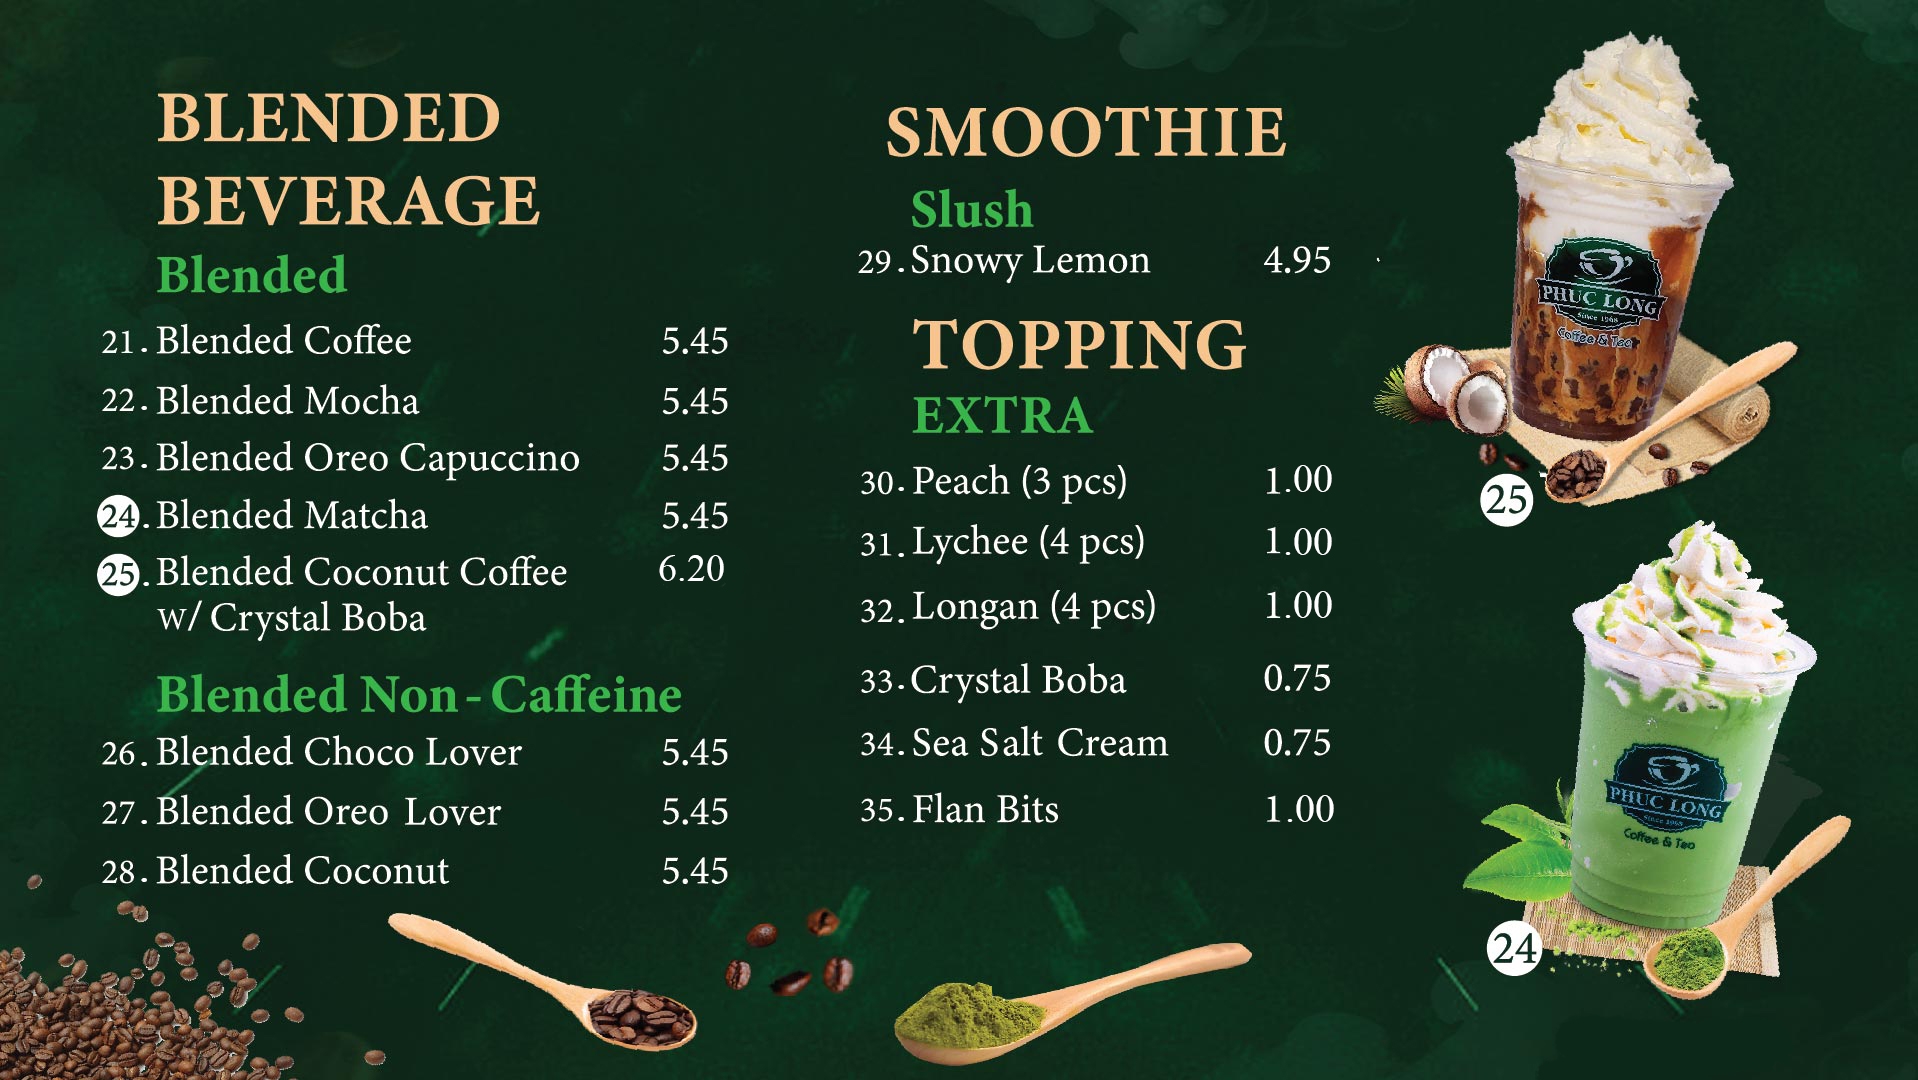 BLENDED
BEVERAGE
Blended
21. Blended Coffee 5.45
22. Blended Mocha 5.45
23. Blended Oreo Capuccino 5.45
24. Blended Matcha 5.45
25. Blended Coconut Coffee 6.20
w/ Crystal Boba
Blended Non-Caffeine
26. Blended Choco Lover 5.45
27. Blended Oreo Lover 5.45
28. Blended Coconut 5.45
SMOOTHIE
Slush
29. Snowy Lemon 4.95
TOPPING
EXTRA
30. Peach (3 pcs) 1.00
31. Lychee (4 pcs) 1.00
32. Longan (4 pcs) 1.00
33. Crystal Boba 0.75
34. Sea Salt Cream 0.75
35. Flan Bits 1.00
PHUC LONG
Since 1968
Coffee & Tea
25
PHUC LONG
Since 1968
Coffee & Tea
24